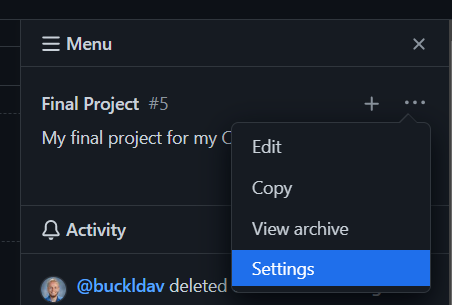 Menu
Final Project #5
My final project for my
Edit
Copy
View archive
Activity
Settings
@buckldav deleted